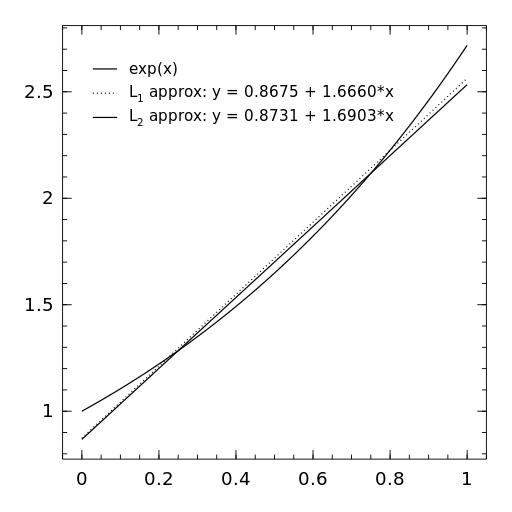 exp(x)
L1 approx: y = 0.8675 + 1.6660*x
L2 approx: y = 0.8731 + 1.6903*x
2.5
2
1.5
1
0 0.2 0.4 0.6 0.8 1